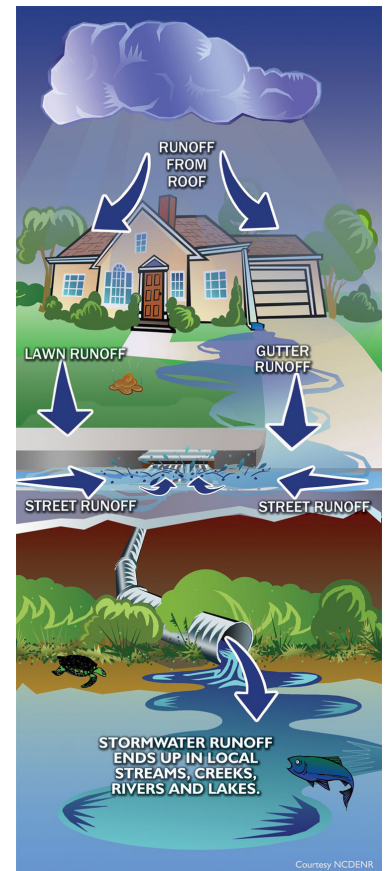 RUNOFF
FROM
ROOF
LAWN RUNOFF
GUTTER
RUNOFF
STREET RUNOFF
STREET RUNOFF
STORMWATER RUNOFF
ENDS UP IN LOCAL
STREAMS, CREEKS,
RIVERS AND LAKES.
Courtesy NCDENR